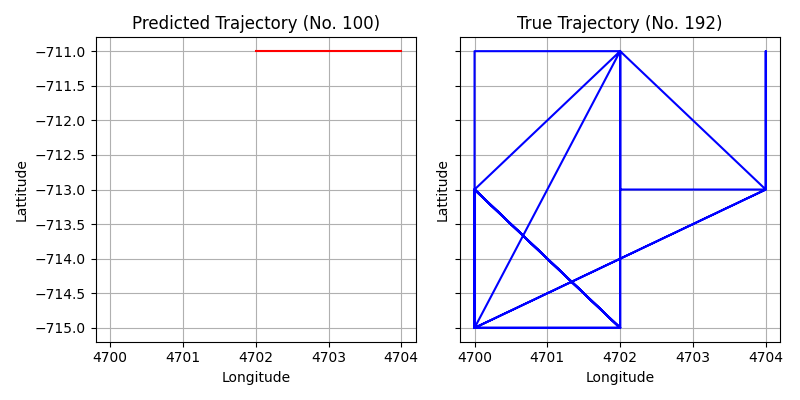 Predicted Trajectory (No. 100)
True Trajectory (No. 192)
Lattitude
−711.0
−711.5
−712.0
−712.5
−713.0
−713.5
−714.0
−714.5
−715.0
4700 4701 4702 4703 4704
Longitude
Lattitude
4700 4701 4702 4703 4704
Longitude